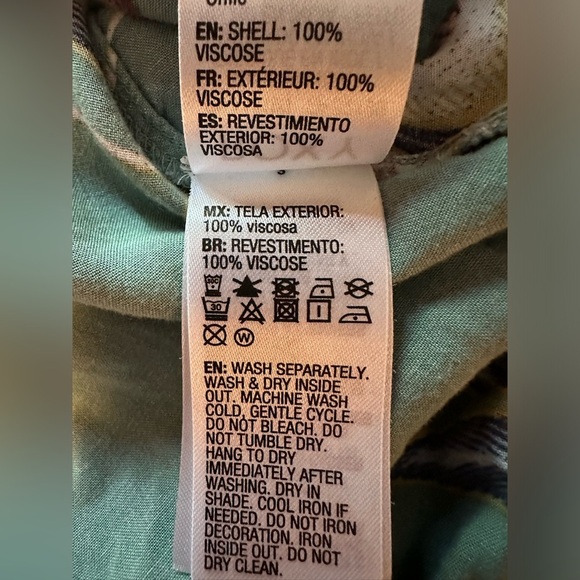 EN: SHELL: 100%
VISCOSE
FR: EXTÉRIEUR: 100%
VISCOSE
ES: REVESTIMIENTO
EXTERIOR: 100%
VISCOSA
MX: TELA EXTERIOR:
100% viscosa
BR: REVESTIMENTO:
100% VISCOSE
30
W
EN: WASH SEPARATELY.
WASH & DRY INSIDE
OUT. MACHINE WASH
COLD, GENTLE CYCLE.
DO NOT BLEACH. DO
NOT TUMBLE DRY.
HANG TO DRY
IMMEDIATELY AFTER
WASHING. DRY IN
SHADE. COOL IRON IF
NEEDED. DO NOT IRON
DECORATION. IRON
INSIDE OUT. DO NOT
DRY CLEAN.